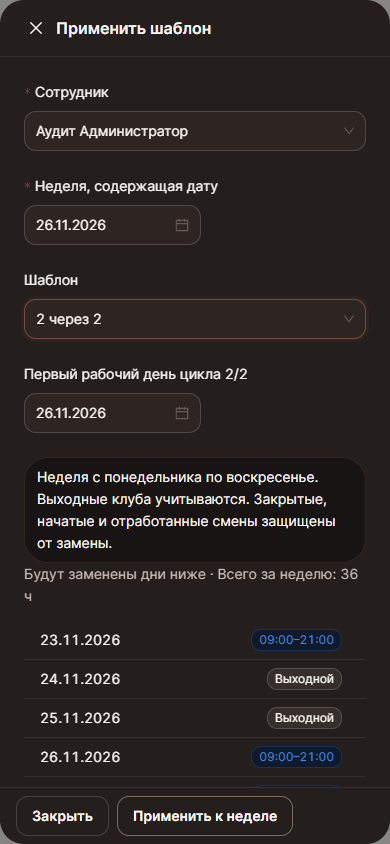 Применить шаблон
* Сотрудник
Аудит Администратор
* Неделя, содержащая дату
26.11.2026
Шаблон
2 через 2
Первый рабочий день цикла 2/2
26.11.2026
Неделя с понедельника по воскресенье.
Выходные клуба учитываются. Закрытые,
начатые и отработанные смены защищены
от замены.
Будут заменены дни ниже · Всего за неделю: 36
ч
23.11.2026 09:00–21:00
24.11.2026 Выходной
25.11.2026 Выходной
26.11.2026 09:00–21:00
Закрыть Применить к неделе